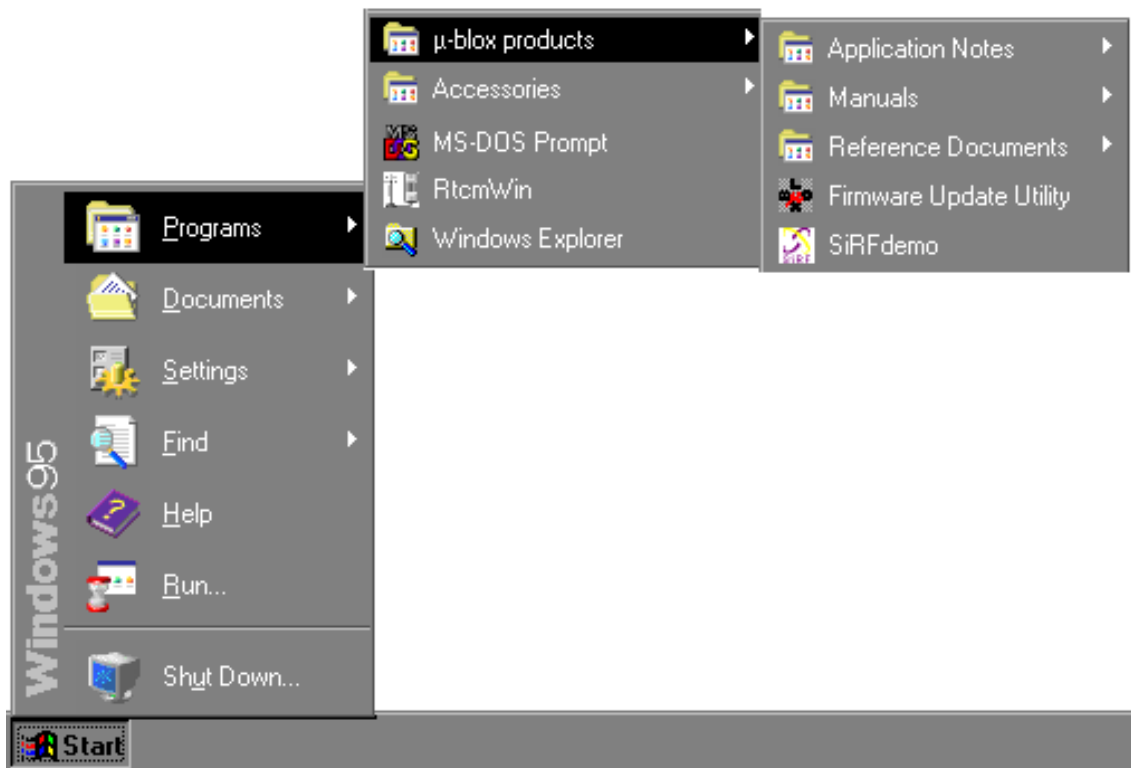 µ-blox products
Accessories
MS-DOS Prompt
RtcmWin
Windows Explorer
Application Notes
Manuals
Reference Documents
Firmware Update Utility
SiRFdemo
Programs
Documents
Settings
Find
Help
Run...
Shut Down...
Windows95
Start